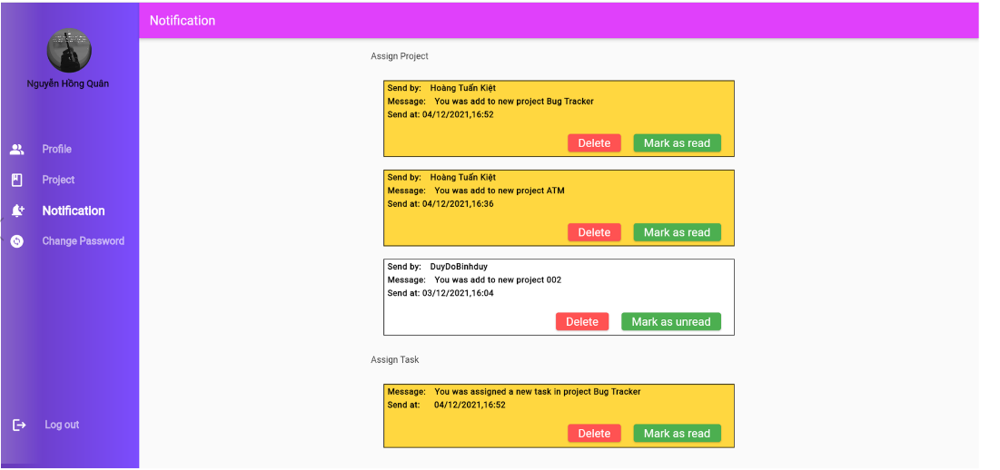 Notification
Nguyễn Hồng Quân
Profile
Project
Notification
Change Password
Log out
Assign Project
Send by: Hoàng Tuấn Kiệt
Message: You was add to new project Bug Tracker
Send at: 04/12/2021,16:52
Delete Mark as read
Send by: Hoàng Tuấn Kiệt
Message: You was add to new project ATM
Send at: 04/12/2021,16:36
Delete Mark as read
Send by: DuyDoBinhduy
Message: You was add to new project 002
Send at: 03/12/2021,16:04
Delete Mark as unread
Assign Task
Message: You was assigned a new task in project Bug Tracker
Send at: 04/12/2021,16:52
Delete Mark as read